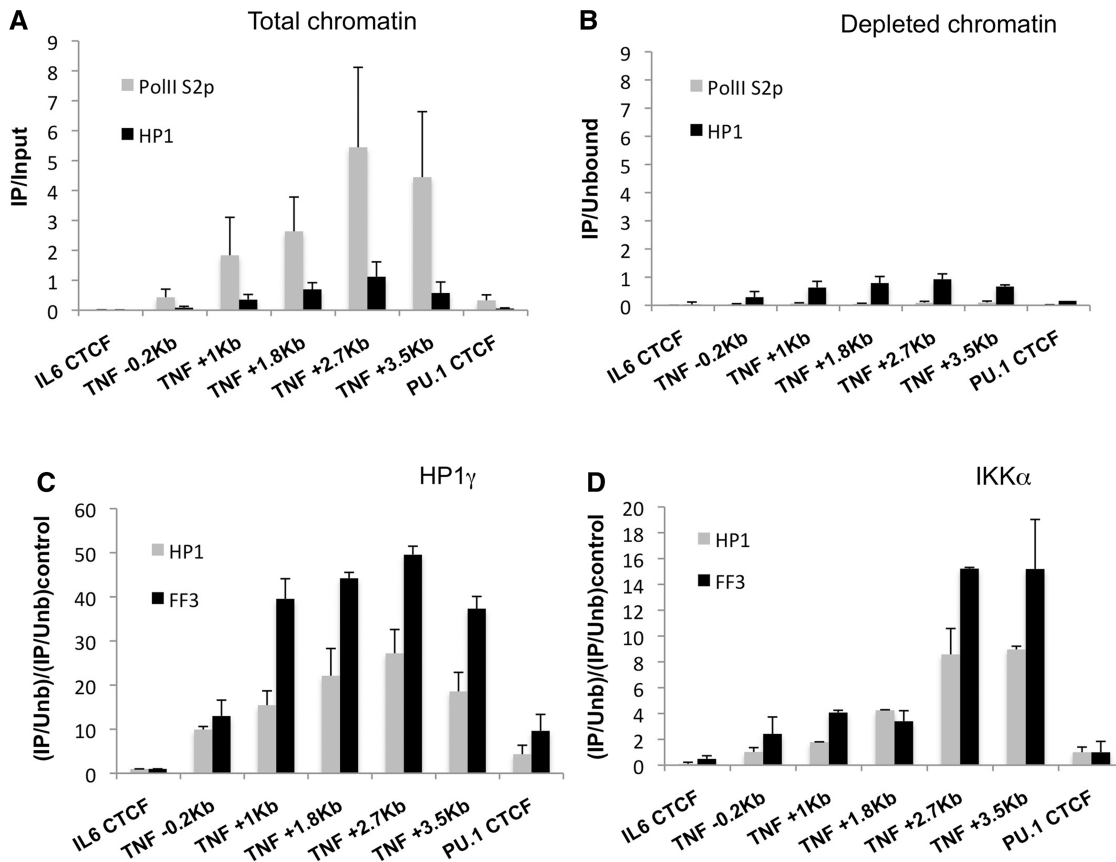 A
Total chromatin
IP/Input
9
8
7
6
5
4
3
2
1
0
PolII S2p
HP1
IL6 CTCF
TNF -0.2Kb
TNF +1Kb
TNF +1.8Kb
TNF +2.7Kb
TNF +3.5Kb
PU.1 CTCF
B
Depleted chromatin
IP/Unbound
9
8
7
6
5
4
3
2
1
0
PolII S2p
HP1
IL6 CTCF
TNF -0.2Kb
TNF +1Kb
TNF +1.8Kb
TNF +2.7Kb
TNF +3.5Kb
PU.1 CTCF
C
HP1γ
(IP/Unb)/(IP/Unb)control
60
50
40
30
20
10
0
HP1
FF3
IL6 CTCF
TNF -0.2Kb
TNF +1Kb
TNF +1.8Kb
TNF +2.7Kb
TNF +3.5Kb
PU.1 CTCF
D
IKKα
(IP/Unb)/(IP/Unb)control
20
18
16
14
12
10
8
6
4
2
0
HP1
FF3
IL6 CTCF
TNF -0.2Kb
TNF +1Kb
TNF +1.8Kb
TNF +2.7Kb
TNF +3.5Kb
PU.1 CTCF